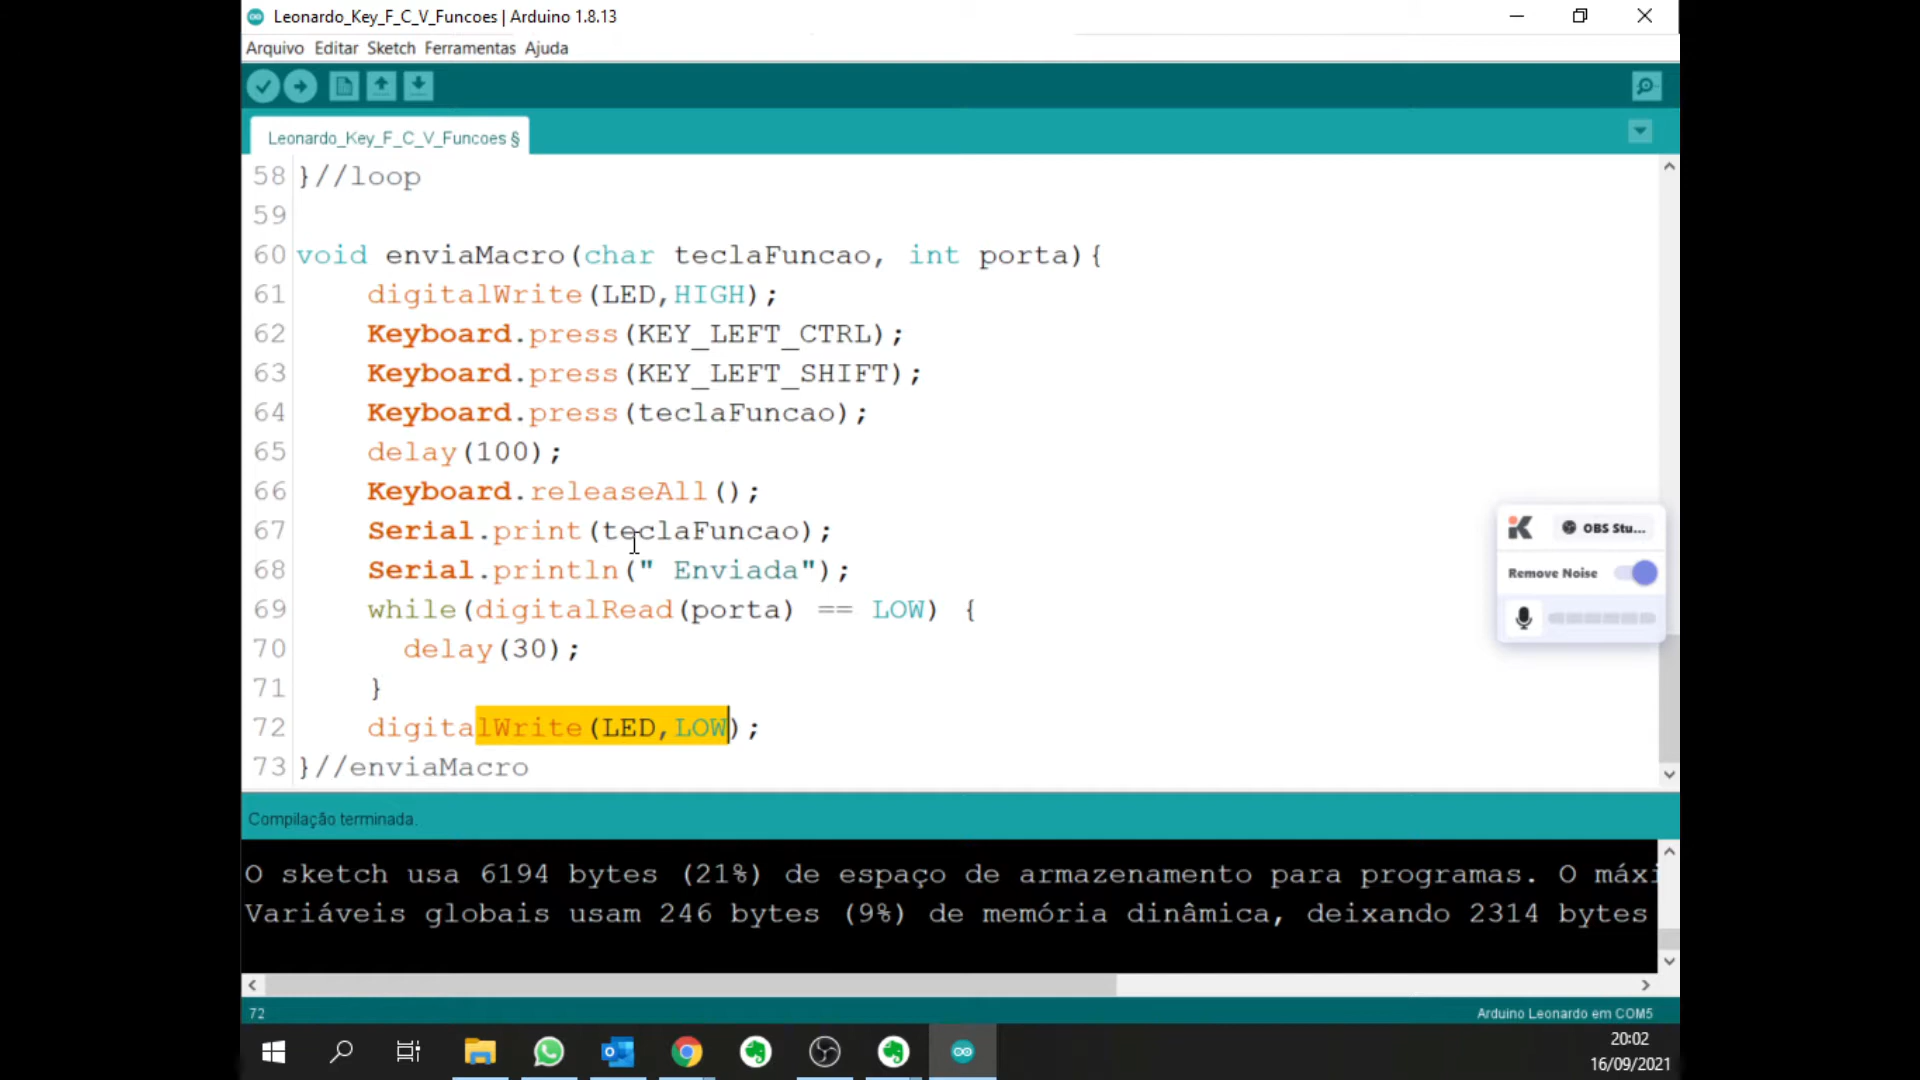 Leonardo_Key_F_C_V_Funcoes | Arduino 1.8.13
Arquivo Editar Sketch Ferramentas Ajuda
Leonardo_Key_F_C_V_Funcoes §
58 }//loop
59
60 void enviaMacro(char teclaFuncao, int porta){
61 digitalWrite(LED,HIGH);
62 Keyboard.press(KEY_LEFT_CTRL);
63 Keyboard.press(KEY_LEFT_SHIFT);
64 Keyboard.press(teclaFuncao);
65 delay(100);
66 Keyboard.releaseAll();
67 Serial.print(teclaFuncao);
68 Serial.println(" Enviada");
69 while(digitalRead(porta) == LOW) {
70 delay(30);
71 }
72 digitalWrite(LED,LOW);
73 }//enviaMacro
OBS Stu...
Remove Noise
Compilação terminada.
O sketch usa 6194 bytes (21%) de espaço de armazenamento para programas. O máxi
Variáveis globais usam 246 bytes (9%) de memória dinâmica, deixando 2314 bytes
72
Arduino Leonardo em COM5
20:02
16/09/2021